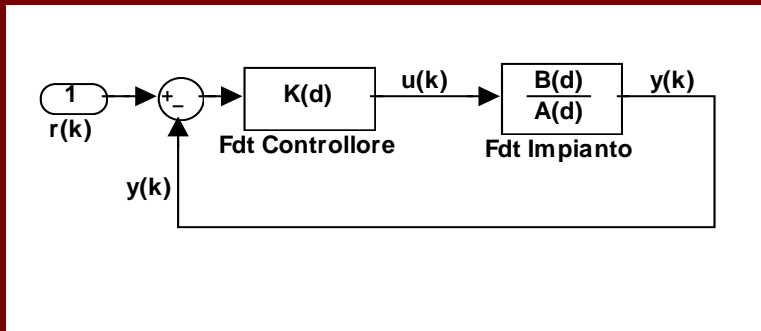 1
r(k)
+
−
K(d)
Fdt Controllore
u(k)
B(d)
A(d)
Fdt Impianto
y(k)
y(k)